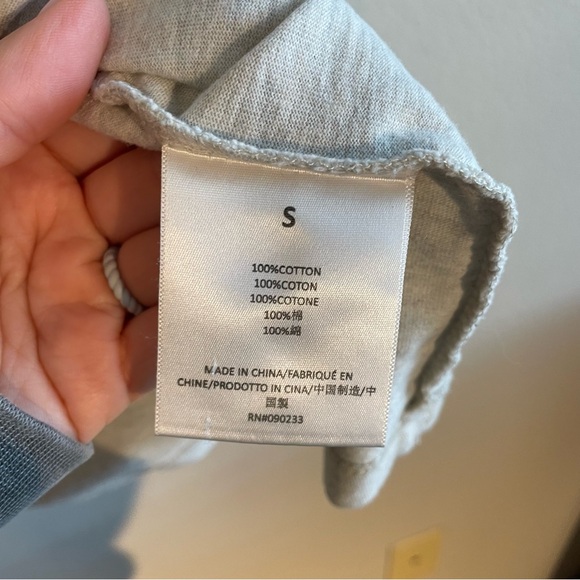 S
100%COTTON
100%COTON
100%COTONE
100%棉
100%綿
MADE IN CHINA/FABRIQUÉ EN
CHINE/PRODOTTO IN CINA/中国制造/中
国製
RN#090233